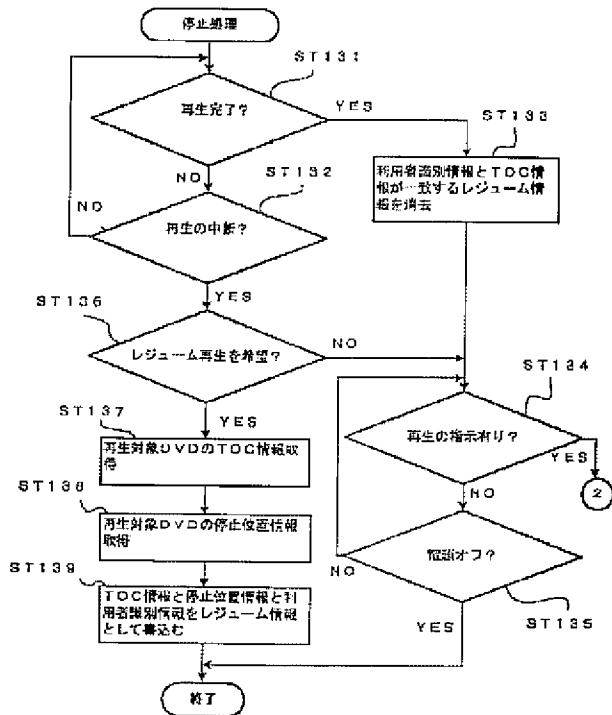 停止処理
ST131
再生完了?
YES
NO
ST133
利用者識別情報とTOC情
報が一致するレジューム情
報を消去
ST132
NO
再生の中断?
YES
ST136
レジューム再生を希望?
NO
YES
ST134
再生の指示有り?
YES
2
NO
ST137
再生対象DVDのTOC情報取
得
ST138
再生対象DVDの停止位置情報
取得
電源オフ?
NO
ST135
YES
ST139
TOC情報と停止位置情報と利
用者識別情報をレジューム情報
として書込む
終了